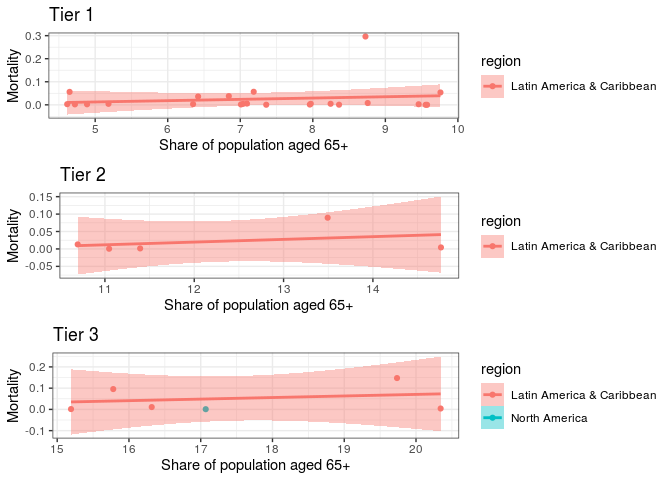 Tier 1
Mortality
0.3
0.2
0.1
0.0
5 6 7 8 9 10
Share of population aged 65+
region
Latin America & Caribbean
Tier 2
Mortality
0.15
0.10
0.05
0.00
-0.05
11 12 13 14
Share of population aged 65+
region
Latin America & Caribbean
Tier 3
Mortality
0.2
0.1
0.0
-0.1
15 16 17 18 19 20
Share of population aged 65+
region
Latin America & Caribbean
North America